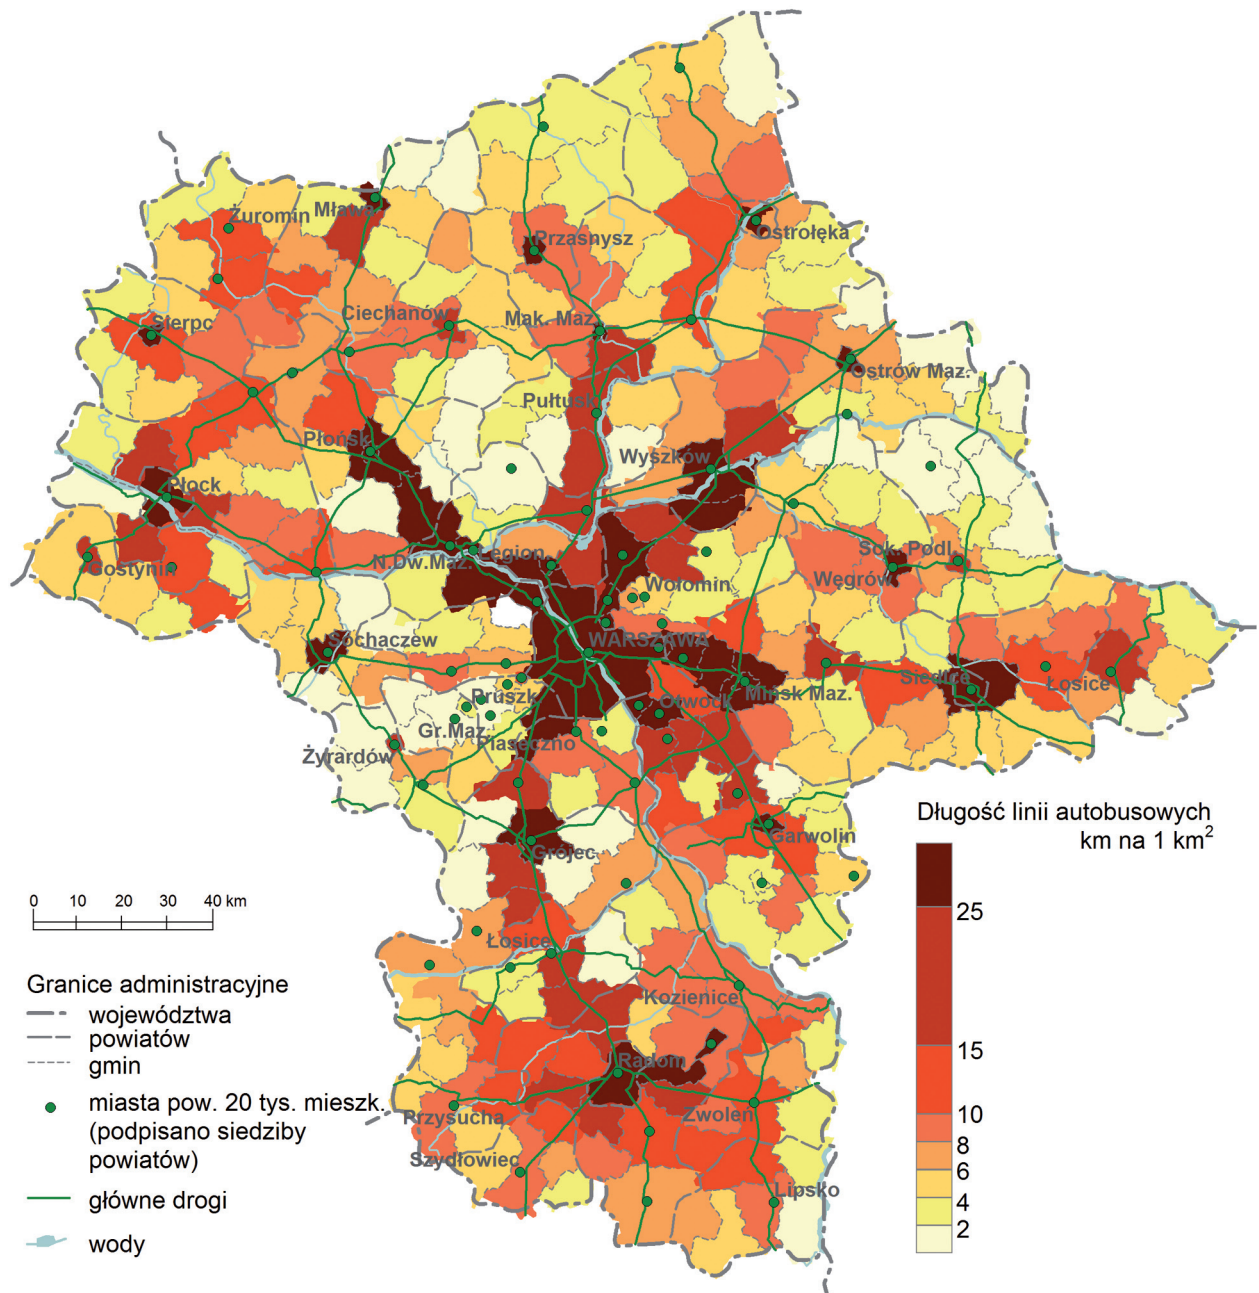 Żuromin
Mława
Ostrołęka
Przasnysz
Sierpc
Ciechanów
Mak. Maz.
Ostrów Maz.
Pułtusk
Płońsk
Wyszków
Płock
Sok. Podl.
N.Dw.Maz.
Legion.
Węgrów
Gostynin
Wołomin
Sochaczew
WARSZAWA
Siedlce
Łosice
Mińsk Maz.
Otwock
Pruszk.
Gr.Maz.
Piaseczno
Żyrardów
Garwolin
Grójec
Łosice
Kozienice
Radom
Przysucha
Zwoleń
Szydłowiec
Lipsko
0 10 20 30 40 km
Granice administracyjne
województwa
powiatów
gmin
miasta pow. 20 tys. mieszk.
(podpisano siedziby
powiatów)
główne drogi
wody
Długość linii autobusowych
km na 1 km²
25
15
10
8
6
4
2